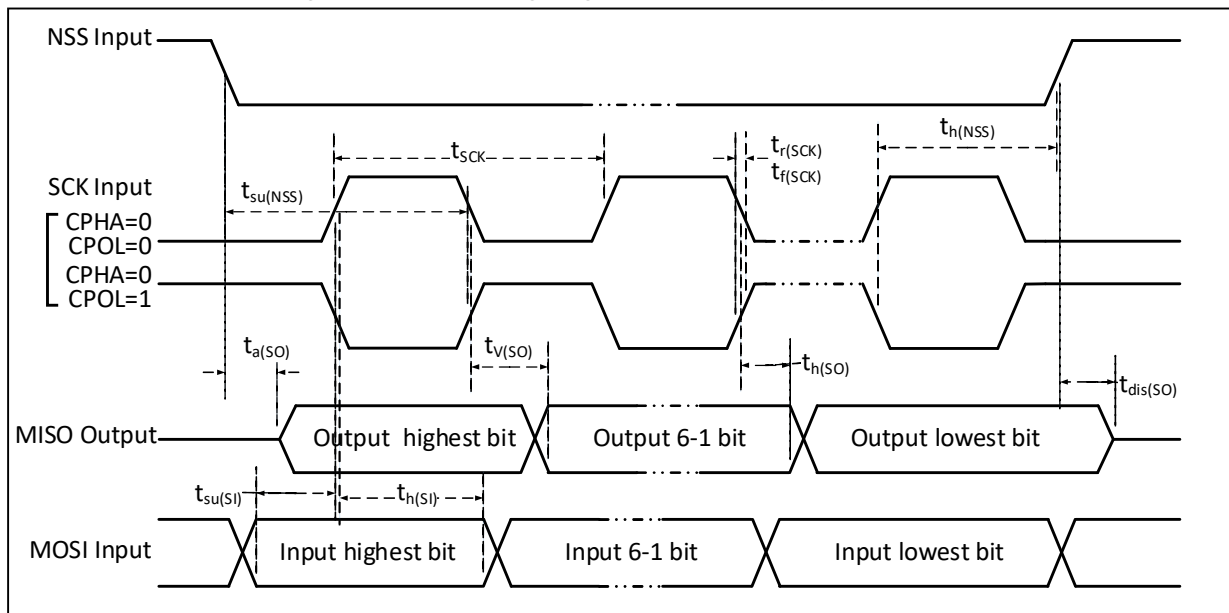 NSS Input
th(NSS)
tSCK
tr(SCK)
tf(SCK)
SCK Input
tsu(NSS)
CPHA=0
CPOL=0
CPHA=0
CPOL=1
ta(SO)
tV(SO)
th(SO)
tdis(SO)
MISO Output
Output highest bit
Output 6-1 bit
Output lowest bit
tsu(SI)
th(SI)
MOSI Input
Input highest bit
Input 6-1 bit
Input lowest bit